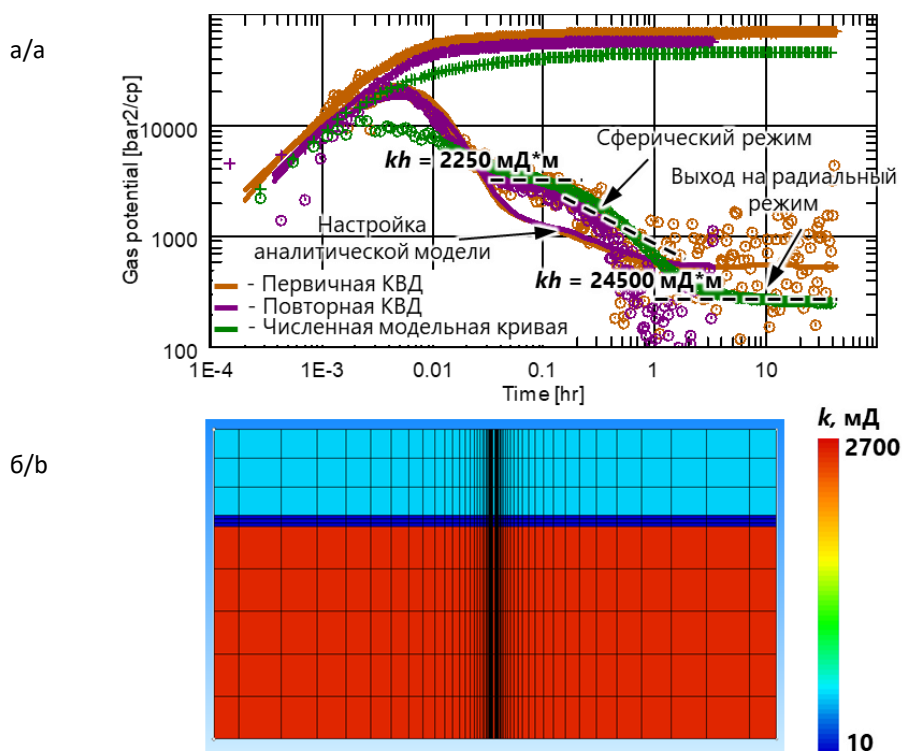 а/a
Gas potential [bar2/cp]
10000
1000
100
Сферический режим
kh = 2250 мД*м
Выход на радиальный
режим
Настройка
аналитической модели
kh = 24500 мД*м
- Первичная КВД
- Повторная КВД
- Численная модельная кривая
1E-4
1E-3
0.01
0.1
1
10
Time [hr]
б/b
k, мД
2700
10